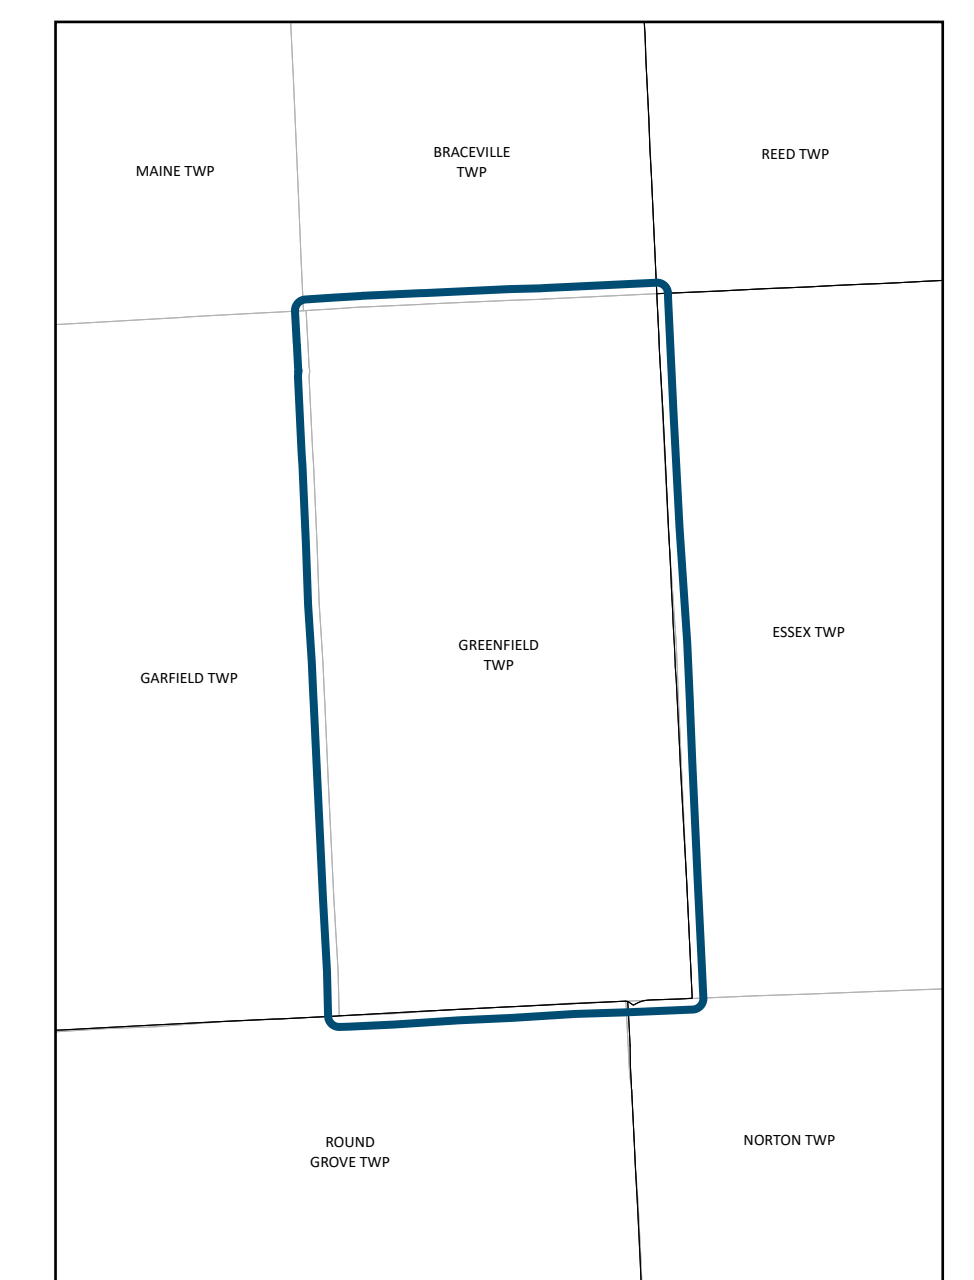 MAINE TWP
BRACEVILLE
TWP
REED TWP
GARFIELD TWP
GREENFIELD
TWP
ESSEX TWP
ROUND
GROVE TWP
NORTON TWP